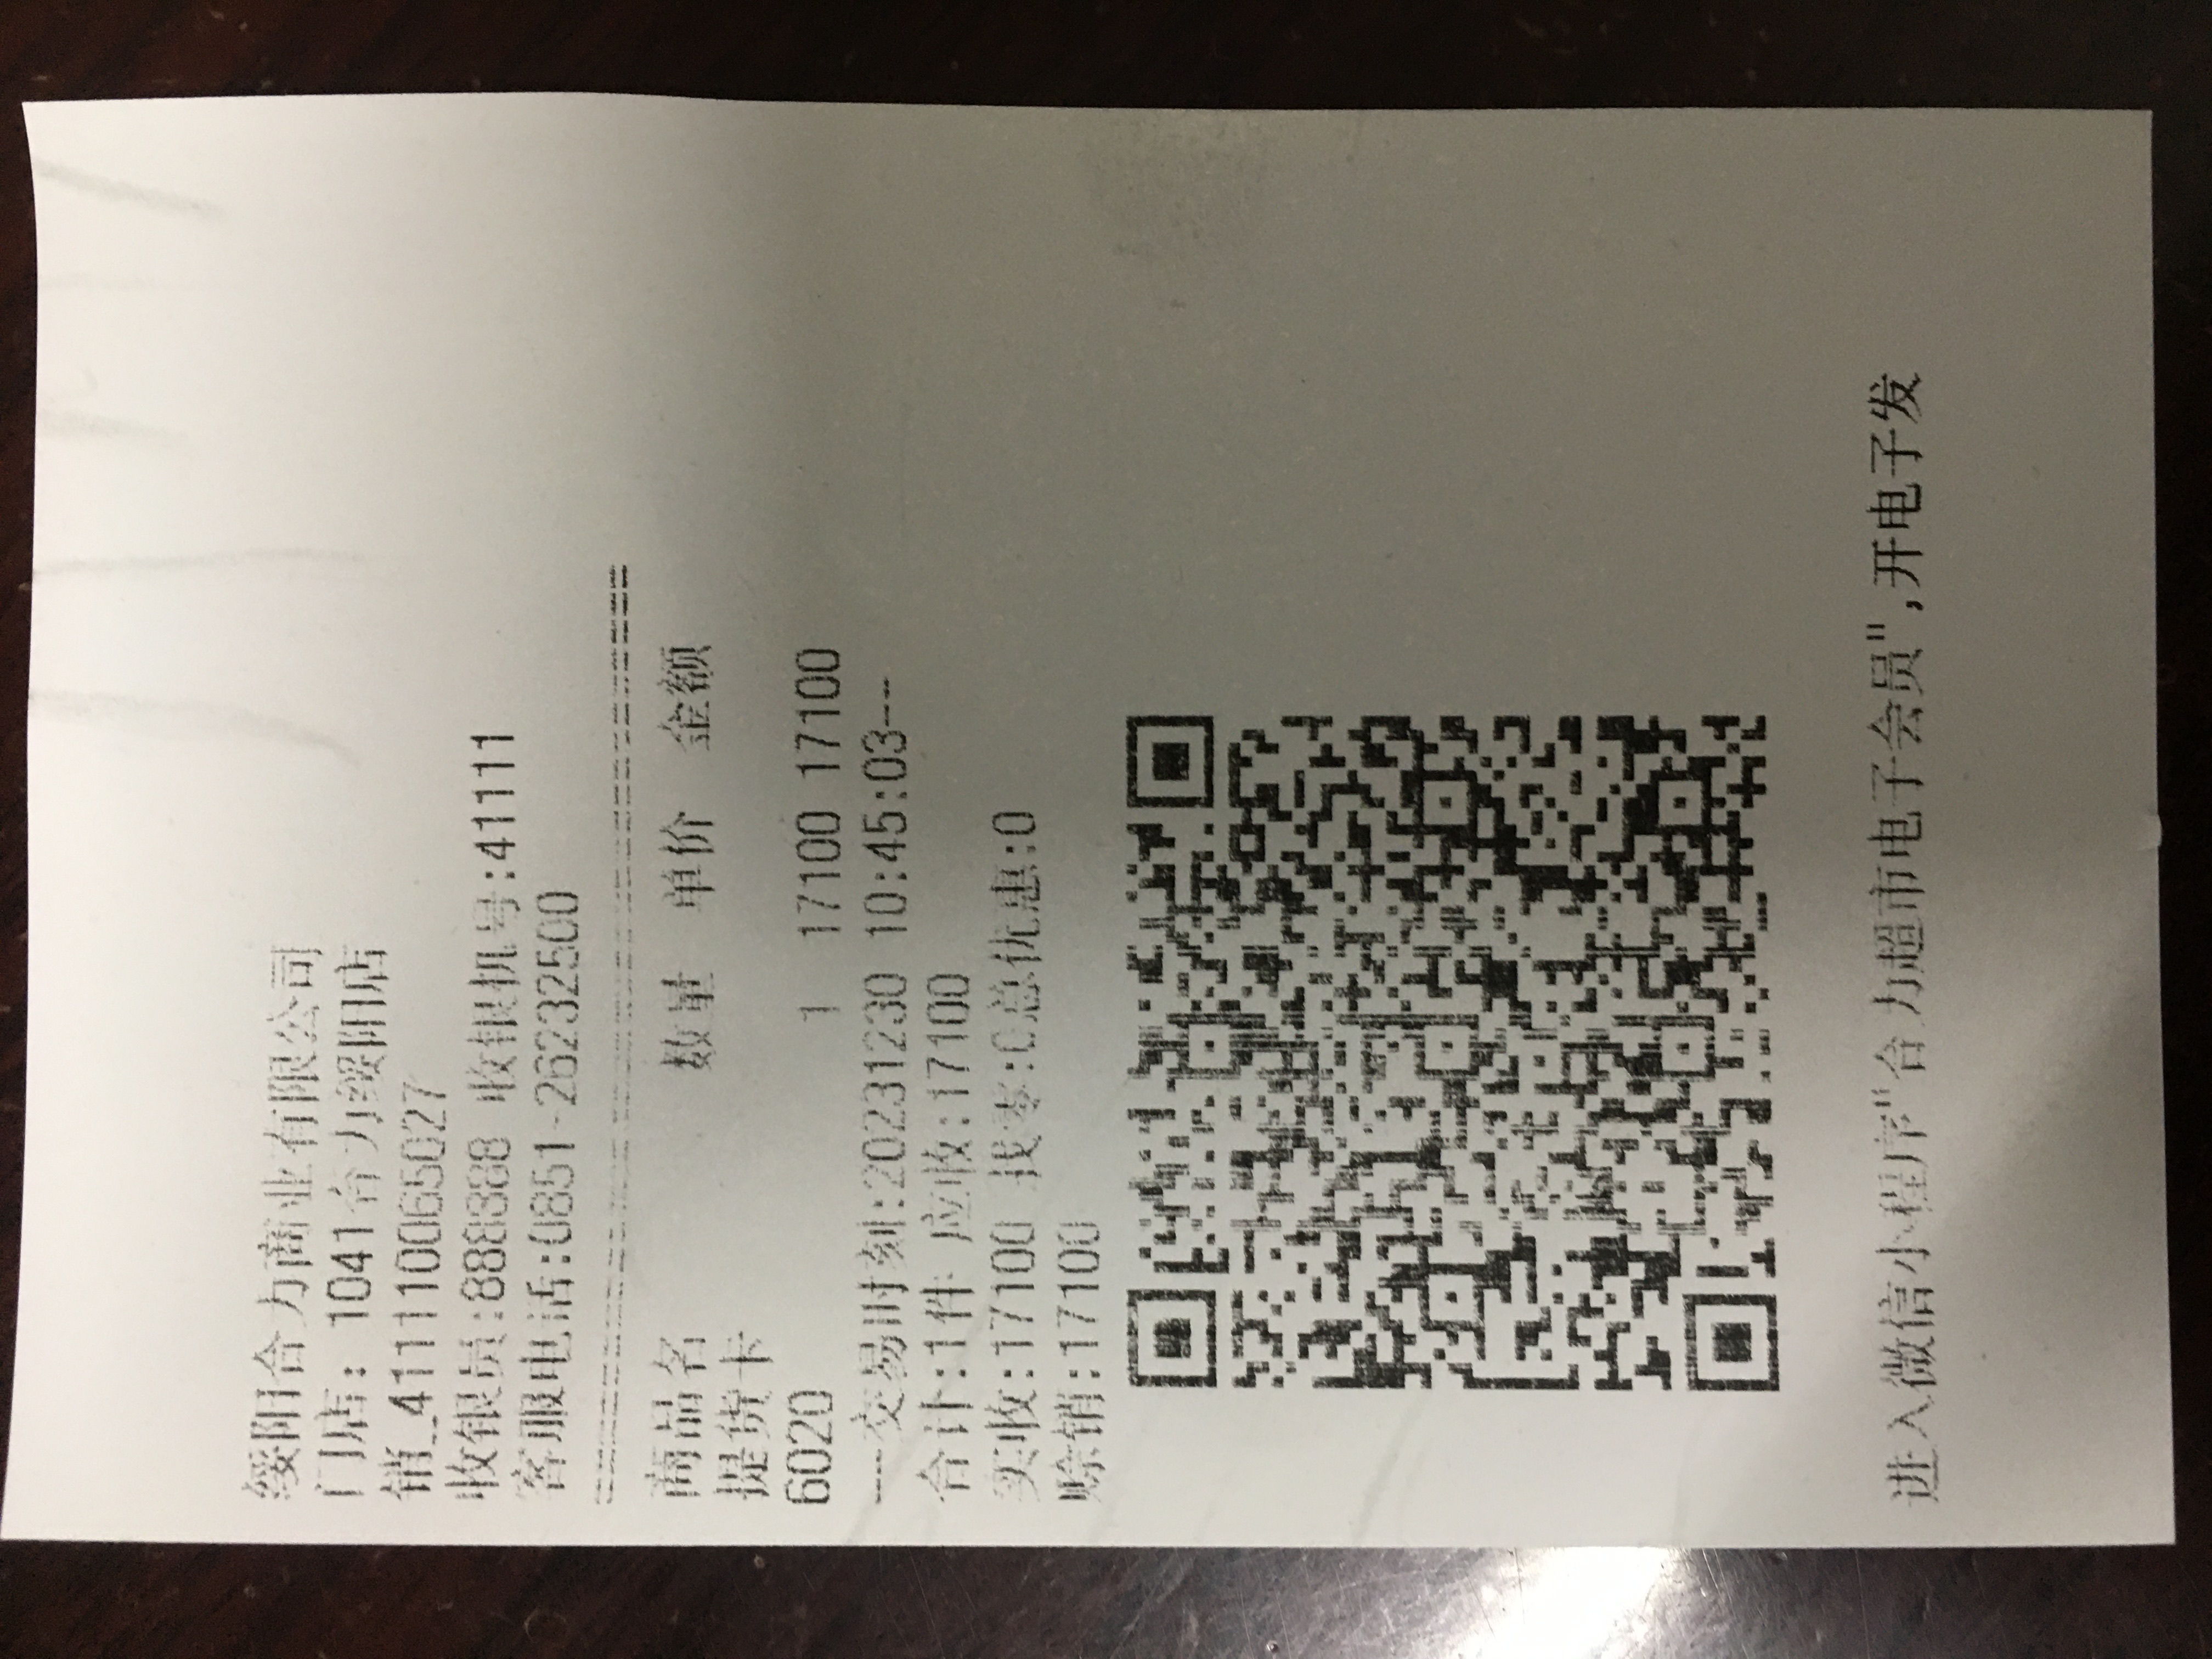 绥阳合力商业有限公司
门店: 1041合力绥阳店
销_411110065027
收银员:888888 收银机号:41111
客服电话:0851-26232500
商品名 数量 单价 金额
提货卡
6020 1 17100 17100
---交易时刻:20231230 10:45:03---
合计:1件 应收:17100
实收:17100 找零:0总优惠:0
赊销:17100
进入微信小程序"合力超市电子会员",开电子发